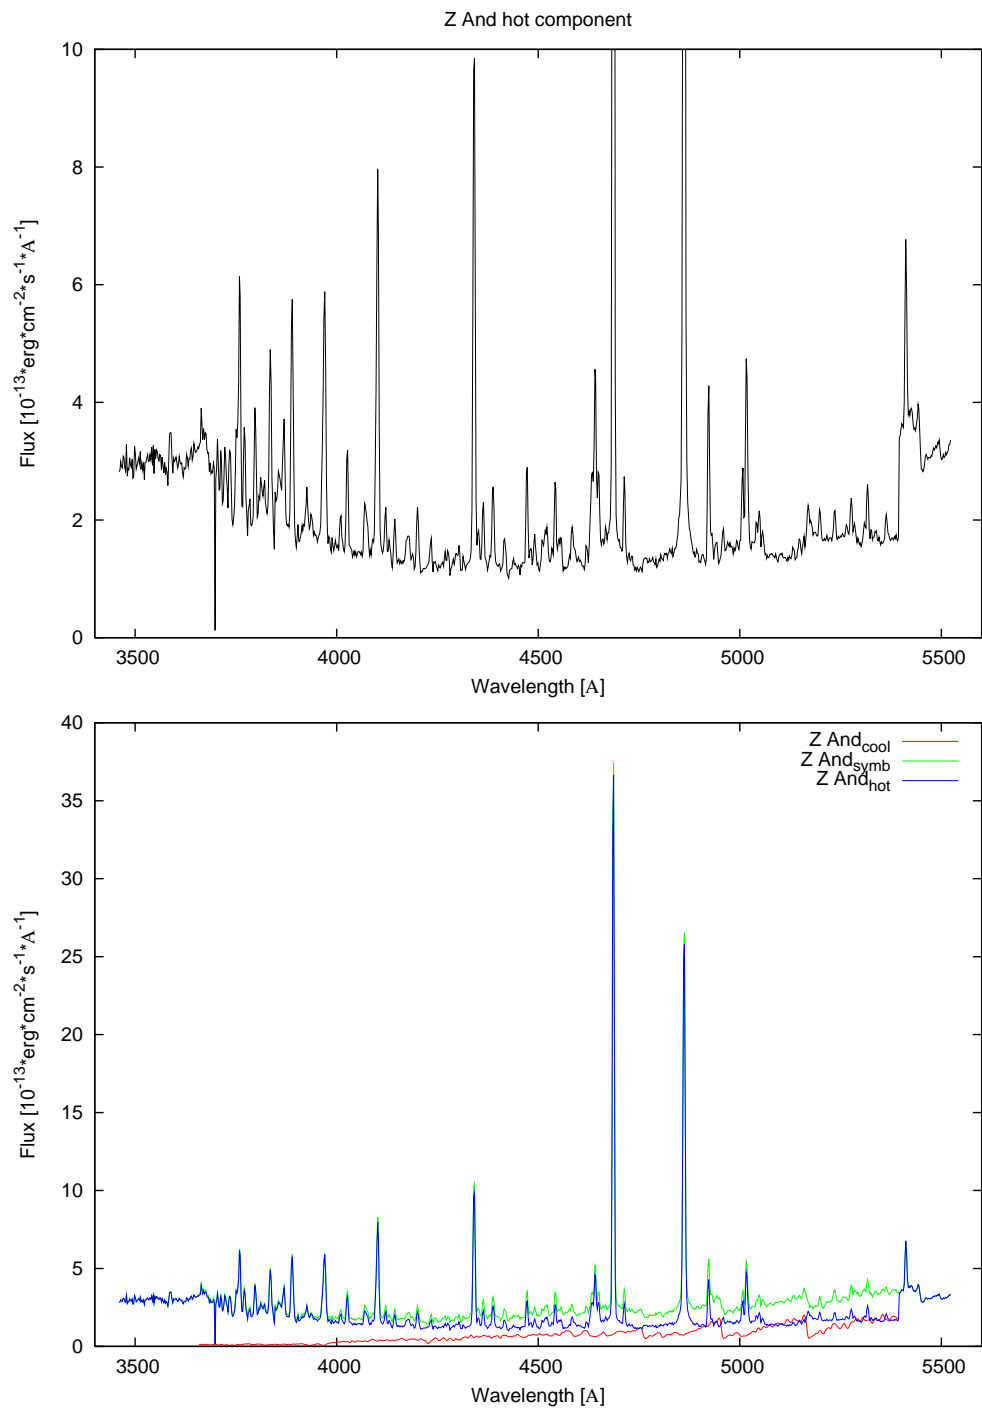 Z And hot component
10
8
6
4
2
0
Flux [10^-13*erg*cm^-2*s^-1*A^-1]
3500 4000 4500 5000 5500
Wavelength [A]
40
35
30
25
20
15
10
5
0
Flux [10^-13*erg*cm^-2*s^-1*A^-1]
Z And_cool
Z And_symb
Z And_hot
3500 4000 4500 5000 5500
Wavelength [A]